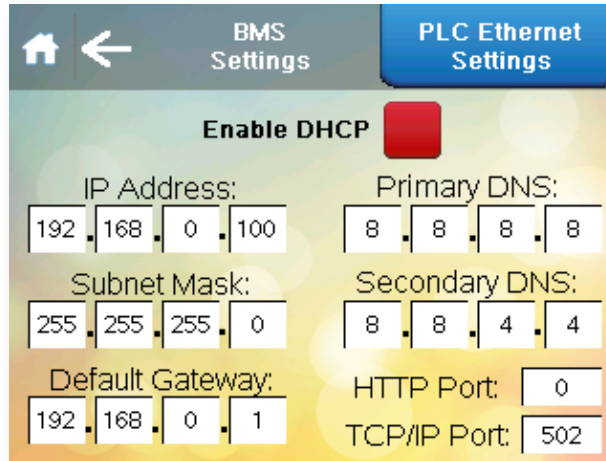 BMS
Settings
PLC Ethernet
Settings
Enable DHCP
IP Address:
192.168.0.100
Primary DNS:
8.8.8.8
Subnet Mask:
255.255.255.0
Secondary DNS:
8.8.4.4
Default Gateway:
192.168.0.1
HTTP Port: 0
TCP/IP Port: 502